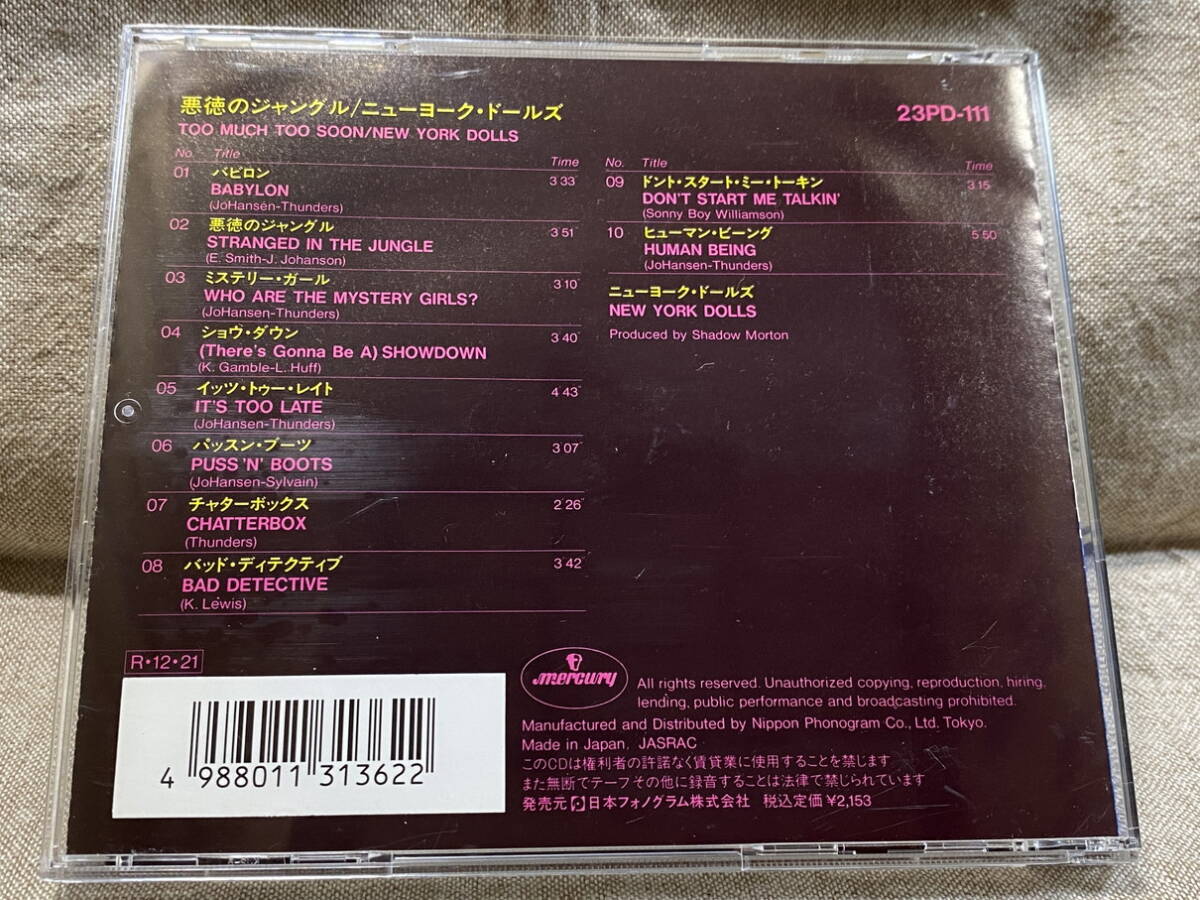 悪徳のジャングル/ニューヨーク・ドールズ
TOO MUCH TOO SOON/NEW YORK DOLLS
23PD-111
No. Title Time
01 バビロン 3 33
BABYLON
(JoHansen-Thunders)
02 悪徳のジャングル 3 51
STRANGED IN THE JUNGLE
(E. Smith-J. Johanson)
03 ミステリー・ガール 3 10
WHO ARE THE MYSTERY GIRLS?
(JoHansen-Thunders)
04 ショウ・ダウン 3 40
(There's Gonna Be A) SHOWDOWN
(K. Gamble-L. Huff)
05 イッツ・トゥー・レイト 4 43
IT'S TOO LATE
(JoHansen-Thunders)
06 パッスン・ブーツ 3 07
PUSS 'N' BOOTS
(JoHansen-Sylvain)
07 チャターボックス 2 26
CHATTERBOX
(Thunders)
08 バッド・ディテクティブ 3 42
BAD DETECTIVE
(K. Lewis)
No. Title Time
09 ドント・スタート・ミー・トーキン 3 15
DON'T START ME TALKIN'
(Sonny Boy Williamson)
10 ヒューマン・ビーング 5 50
HUMAN BEING
(JoHansen-Thunders)
ニューヨーク・ドールズ
NEW YORK DOLLS
Produced by Shadow Morton
R・12・21
4 988011 313622
mercury
All rights reserved. Unauthorized copying, reproduction, hiring,
lending, public performance and broadcasting prohibited.
Manufactured and Distributed by Nippon Phonogram Co., Ltd. Tokyo.
Made in Japan. JASRAC
このCDは権利者の許諾なく賃貸業に使用することを禁じます
また無断でテープその他に録音することは法律で禁じられています
発売元 日本フォノグラム株式会社 税込定価 ¥2,153